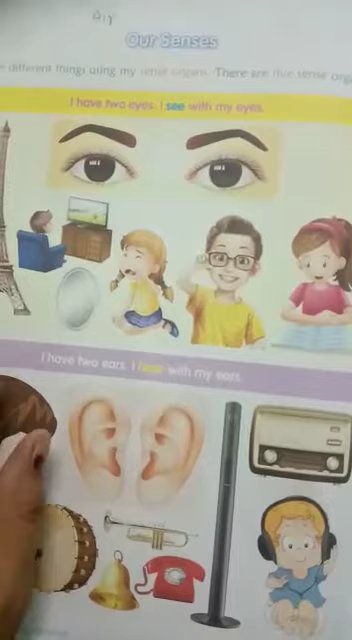 Our Senses
different things using my sense organs. There are five sense
I have two eyes. I see with my eyes.
I have two ears. I hear with my ears.